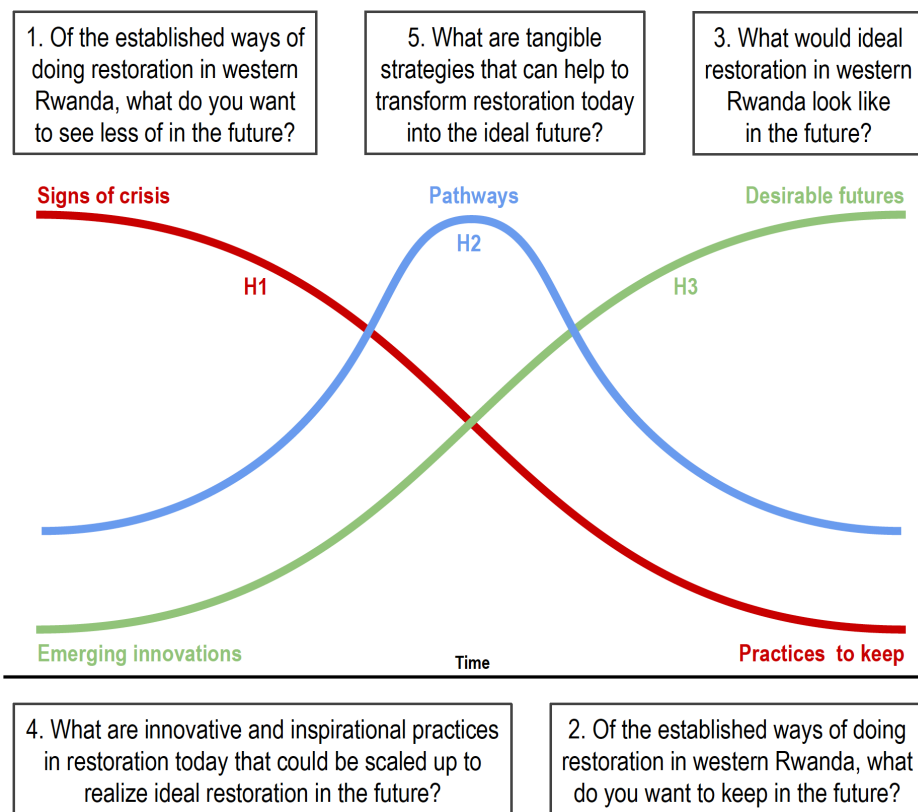 1. Of the established ways of
doing restoration in western
Rwanda, what do you want
to see less of in the future?
5. What are tangible
strategies that can help to
transform restoration today
into the ideal future?
3. What would ideal
restoration in western
Rwanda look like
in the future?
Signs of crisis
Pathways
Desirable futures
H1
H2
H3
Emerging innovations
Time
Practices to keep
4. What are innovative and inspirational practices
in restoration today that could be scaled up to
realize ideal restoration in the future?
2. Of the established ways of doing
restoration in western Rwanda, what
do you want to keep in the future?